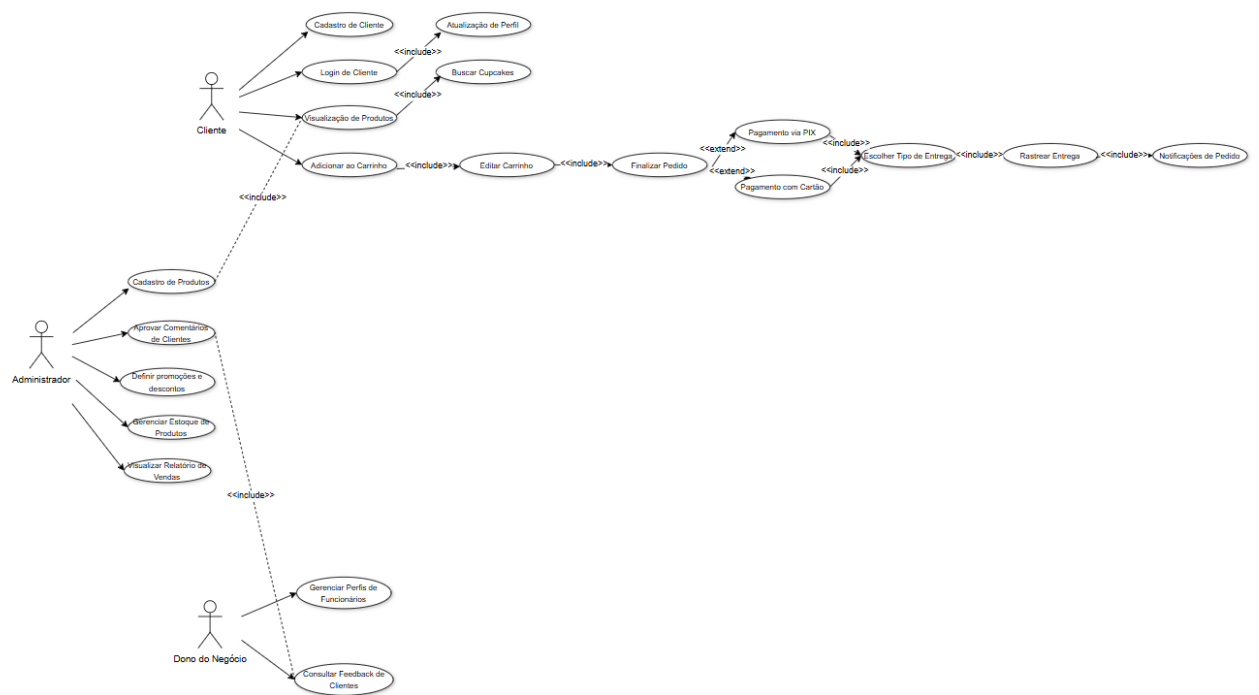 Cadastro de Cliente
Atualização de Perfil
<<include>>
Login de Cliente
Buscar Cupcakes
<<include>>
Cliente
Visualização de Produtos
Pagamento via PIX
<<include>>
<<extend>>
Adicionar ao Carrinho
<<include>>
Editar Carrinho
<<include>>
Finalizar Pedido
<<extend>>
Pagamento com Cartão
<<include>>
Escolher Tipo de Entrega
<<include>>
Rastrear Entrega
<<include>>
Notificações de Pedido
<<include>>
Cadastro de Produtos
Aprovar Comentários
de Clientes
Administrador
Definir promoções e
descontos
Gerenciar Estoque de
Produtos
Visualizar Relatório de
Vendas
<<include>>
Gerenciar Perfis de
Funcionários
Dono do Negócio
Consultar Feedback de
Clientes